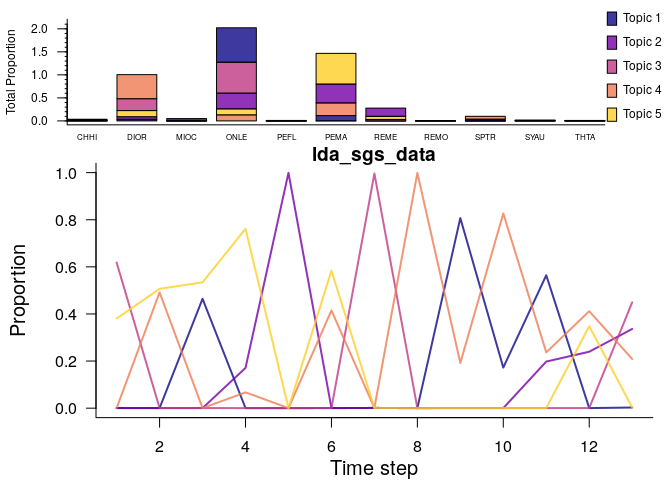 Total Proportion
2.0
1.5
1.0
0.5
0.0
CHHI DIOR MIOC ONLE PEFL PEMA REME REMO SPTR SYAU THTA
Topic 1
Topic 2
Topic 3
Topic 4
Topic 5
lda_sgs_data
Proportion
1.0
0.8
0.6
0.4
0.2
0.0
2 4 6 8 10 12
Time step